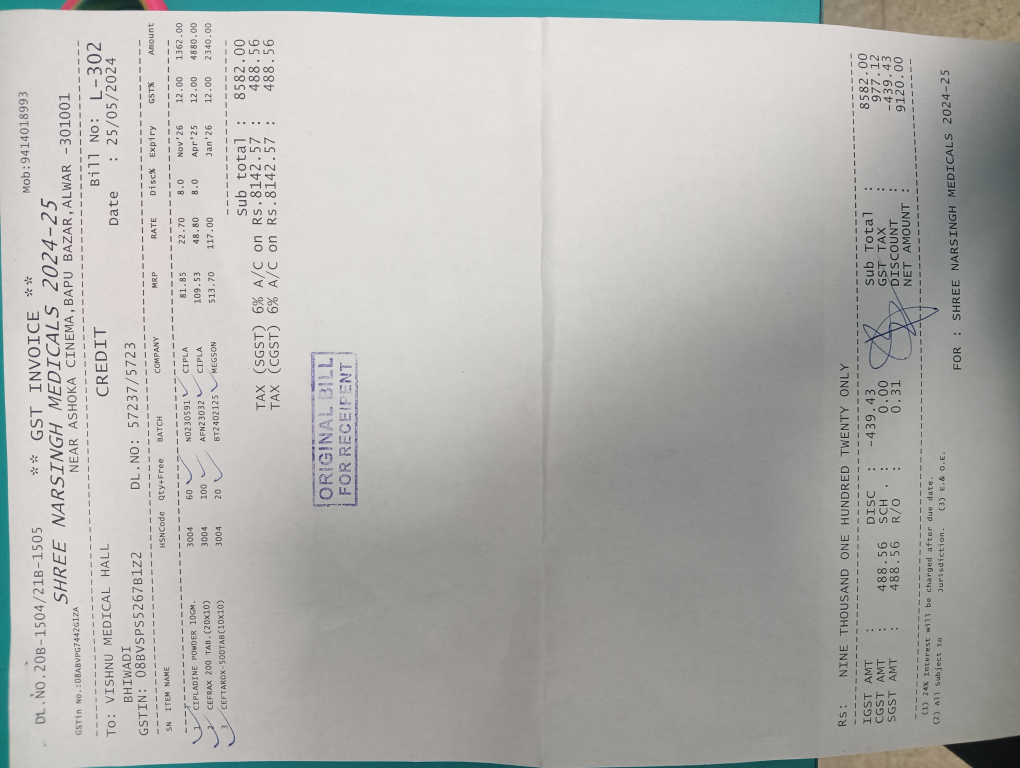 DL.NO.20B-1504/21B-1505 ** GST INVOICE ** Mob:9414018993
SHREE NARSINGH MEDICALS 2024-25
GSTin No.:08ABVPG7442G1ZA NEAR ASHOKA CINEMA,BAPU BAZAR,ALWAR -301001
CREDIT Bill No: L-302
To: VISHNU MEDICAL HALL Date : 25/05/2024
BHIWADI DL.NO: 57237/5723
GSTIN: 08BVSPS5267B1Z2
SN ITEM NAME HSNCode Qty+Free BATCH COMPANY MRP RATE Disc% Expiry GST% Amount
1 CIPLADINE POWDER 10GM. 3004 60 N0230591 CIPLA 81.85 22.70 8.0 Nov'26 12.00 1362.00
2 CEFRAX 200 TAB.(20X10) 3004 100 AFN23032 CIPLA 109.53 48.80 8.0 Apr'25 12.00 4880.00
3 CEFTAROX-500TAB(10X10) 3004 20 BT2402125 MEGSON 513.70 117.00 Jan'26 12.00 2340.00
Sub total : 8582.00
TAX (SGST) 6% A/C on Rs.8142.57 : 488.56
TAX (CGST) 6% A/C on Rs.8142.57 : 488.56
ORIGINAL BILL
FOR RECEIPENT
Rs: NINE THOUSAND ONE HUNDRED TWENTY ONLY
IGST AMT : DISC : -439.43 Sub Total : 8582.00
CGST AMT : 488.56 SCH . : 0.00 GST TAX : 977.12
SGST AMT : 488.56 R/O : 0.31 DISCOUNT : -439.43
NET AMOUNT : 9120.00
(1) 24% Interest will be charged after due date.
(2) All Subject to Jurisdiction. (3) E.& O.E.
FOR : SHREE NARSINGH MEDICALS 2024-25